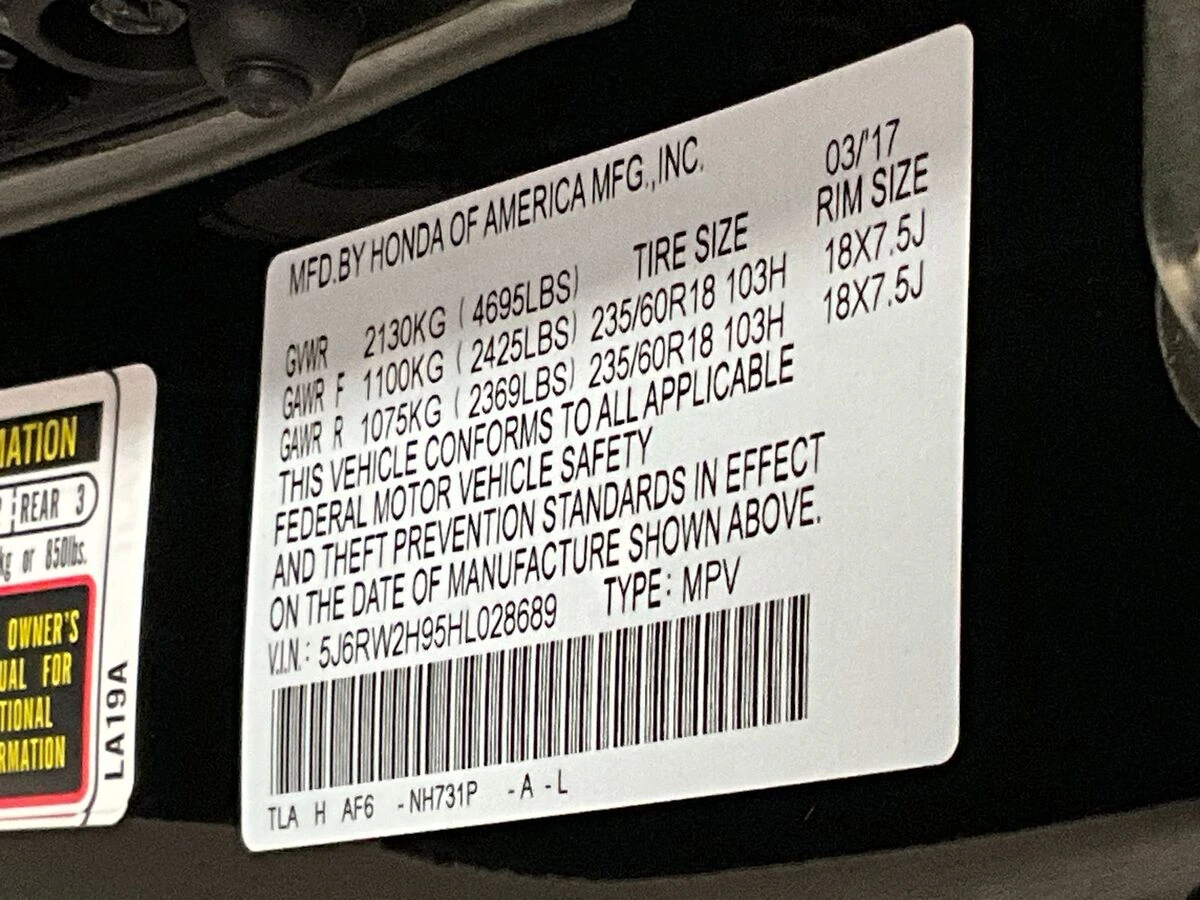 MFD.BY HONDA OF AMERICA MFG.,INC. 03/'17
TIRE SIZE RIM SIZE
GVWR 2130KG ( 4695LBS)
GAWR F 1100KG ( 2425LBS) 235/60R18 103H 18X7.5J
GAWR R 1075KG ( 2369LBS) 235/60R18 103H 18X7.5J
THIS VEHICLE CONFORMS TO ALL APPLICABLE
FEDERAL MOTOR VEHICLE SAFETY
AND THEFT PREVENTION STANDARDS IN EFFECT
ON THE DATE OF MANUFACTURE SHOWN ABOVE.
V.I.N.: 5J6RW2H95HL028689 TYPE: MPV
TLA H AF6 -NH731P -A -L
MATION
REAR 3
kg or 850lbs.
OWNER'S
UAL FOR
TIONAL
RMATION
LA19A